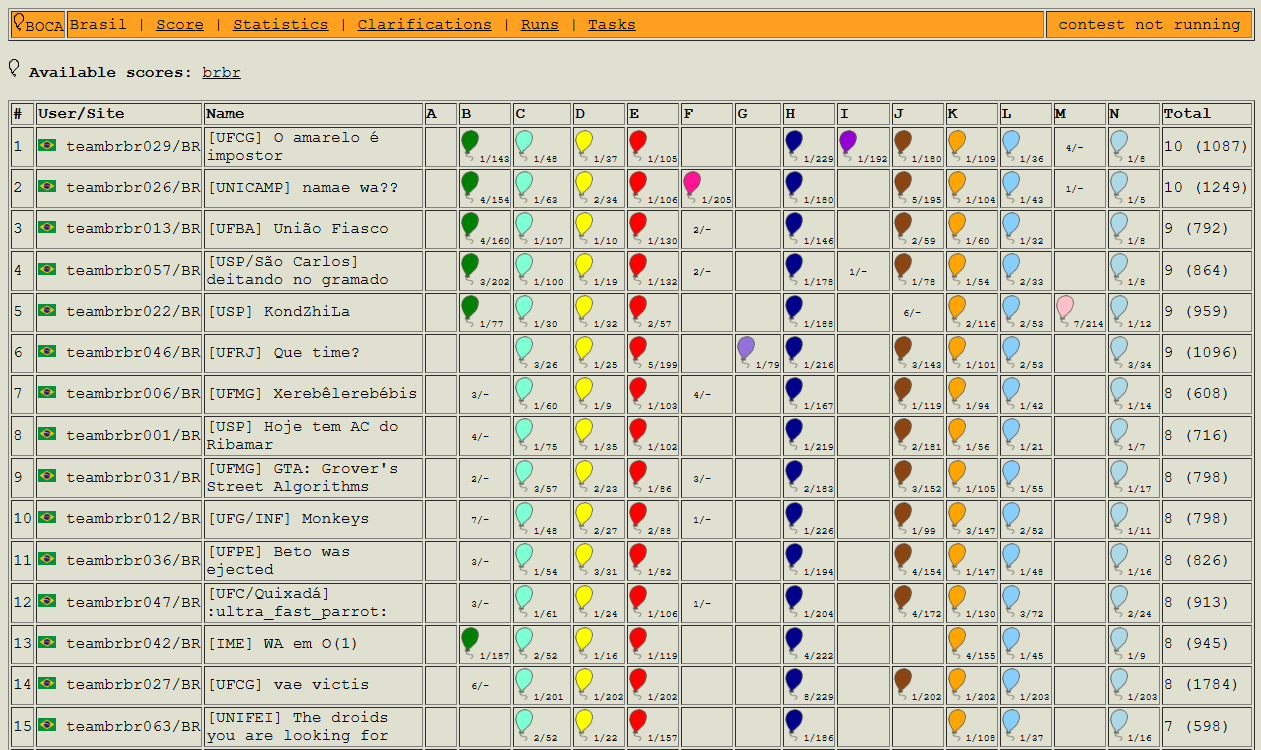 BOCA Brasil | Score | Statistics | Clarifications | Runs | Tasks contest not running
Available scores: brbr
# User/Site Name A B C D E F G H I J K L M N Total
1 teambrbr029/BR [UFCG] O amarelo é impostor 1/143 1/48 1/37 1/105 1/229 1/192 1/180 1/109 1/36 4/- 1/8 10 (1087)
2 teambrbr026/BR [UNICAMP] namae wa?? 4/154 1/63 2/34 1/106 1/205 1/180 5/195 1/104 1/43 1/- 1/5 10 (1249)
3 teambrbr013/BR [UFBA] União Fiasco 4/160 1/107 1/10 1/130 2/- 1/146 2/59 1/60 1/32 1/8 9 (792)
4 teambrbr057/BR [USP/São Carlos] deitando no gramado 3/202 1/100 1/19 1/132 2/- 1/178 1/- 1/78 1/54 2/33 1/8 9 (864)
5 teambrbr022/BR [USP] KondZhiLa 1/77 1/30 1/32 2/57 1/188 6/- 2/116 2/53 7/214 1/12 9 (959)
6 teambrbr046/BR [UFRJ] Que time? 3/26 1/25 5/199 1/79 1/216 3/143 1/101 2/53 3/34 9 (1096)
7 teambrbr006/BR [UFMG] Xerebêlerebébis 3/- 1/60 1/9 1/103 4/- 1/167 1/119 1/94 1/42 1/14 8 (608)
8 teambrbr001/BR [USP] Hoje tem AC do Ribamar 4/- 1/75 1/35 1/102 1/219 2/181 1/56 1/21 1/7 8 (716)
9 teambrbr031/BR [UFMG] GTA: Grover's Street Algorithms 2/- 3/57 2/23 1/86 3/- 2/183 3/152 1/105 1/55 1/17 8 (798)
10 teambrbr012/BR [UFG/INF] Monkeys 7/- 1/48 2/27 2/88 1/- 1/226 1/99 3/147 2/52 1/11 8 (798)
11 teambrbr036/BR [UFPE] Beto was ejected 3/- 1/54 3/31 1/82 1/194 4/154 1/147 1/48 1/16 8 (826)
12 teambrbr047/BR [UFC/Quixadá] :ultra_fast_parrot: 3/- 1/61 1/24 1/106 1/- 1/204 4/172 1/130 3/72 2/24 8 (913)
13 teambrbr042/BR [IME] WA em O(1) 1/187 2/52 1/16 1/119 4/222 4/155 1/45 1/9 8 (945)
14 teambrbr027/BR [UFCG] vae victis 6/- 1/201 1/202 1/202 8/229 1/202 1/202 1/203 1/203 8 (1784)
15 teambrbr063/BR [UNIFEI] The droids you are looking for 2/52 1/22 1/157 1/186 1/108 1/37 1/16 7 (598)